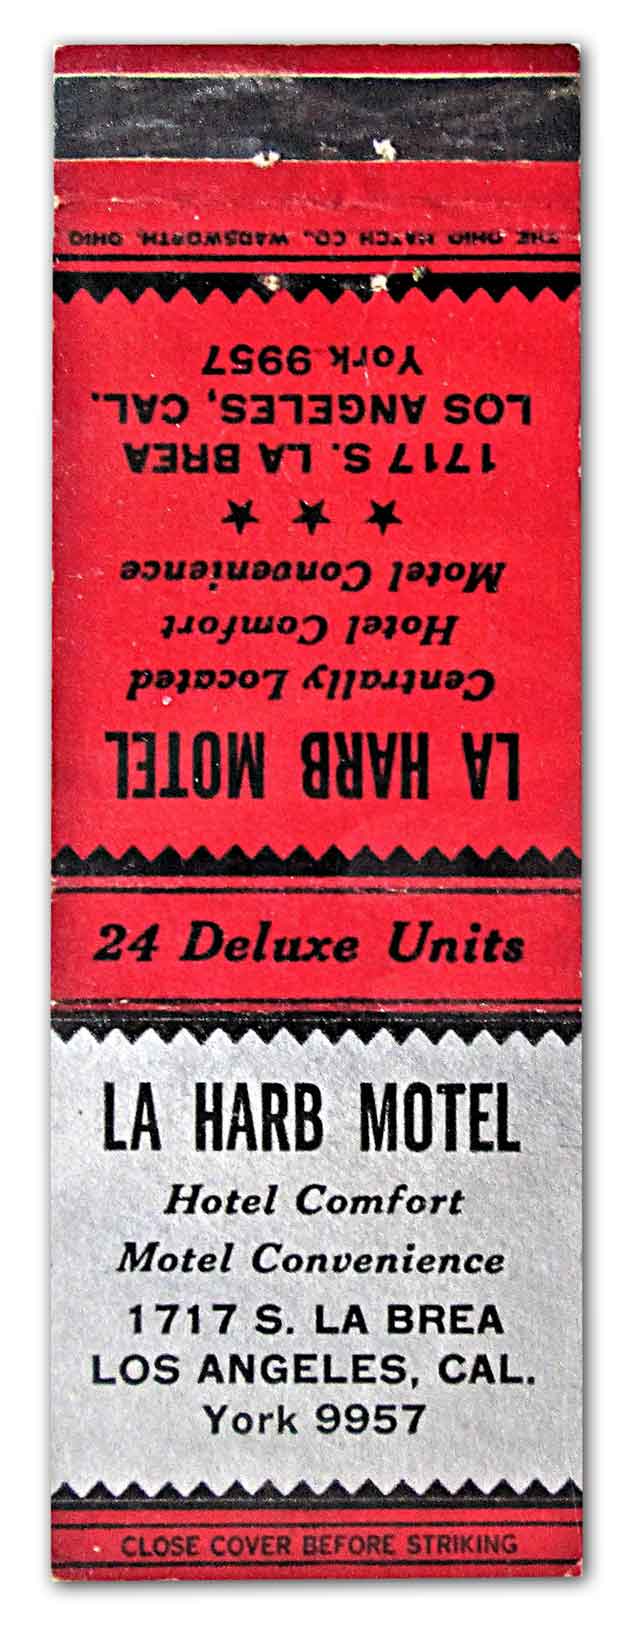 THE OHIO MATCH CO., WADSWORTH, OHIO
LA HARB MOTEL
Centrally Located
Hotel Comfort
Motel Convenience
★ ★ ★
1717 S. LA BREA
LOS ANGELES, CAL.
York 9957
24 Deluxe Units
LA HARB MOTEL
Hotel Comfort
Motel Convenience
1717 S. LA BREA
LOS ANGELES, CAL.
York 9957
CLOSE COVER BEFORE STRIKING